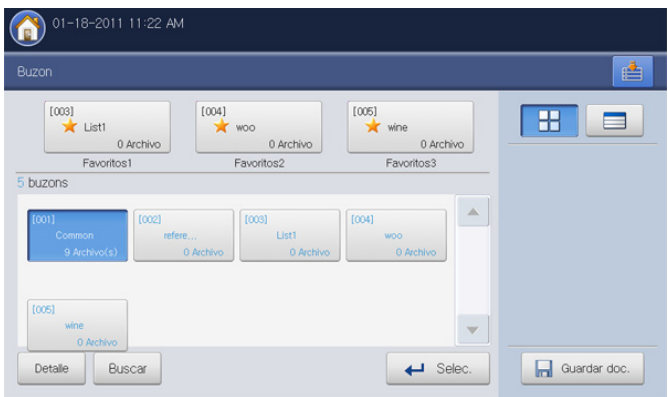 01-18-2011 11:22 AM
Buzon
[003]
List1
0 Archivo
Favoritos1
[004]
woo
0 Archivo
Favoritos2
[005]
wine
0 Archivo
Favoritos3
5 buzons
[001]
Common
9 Archivo(s)
[002]
refere...
0 Archivo
[003]
List1
0 Archivo
[004]
woo
0 Archivo
[005]
wine
0 Archivo
Detalle
Buscar
Selec.
Guardar doc.